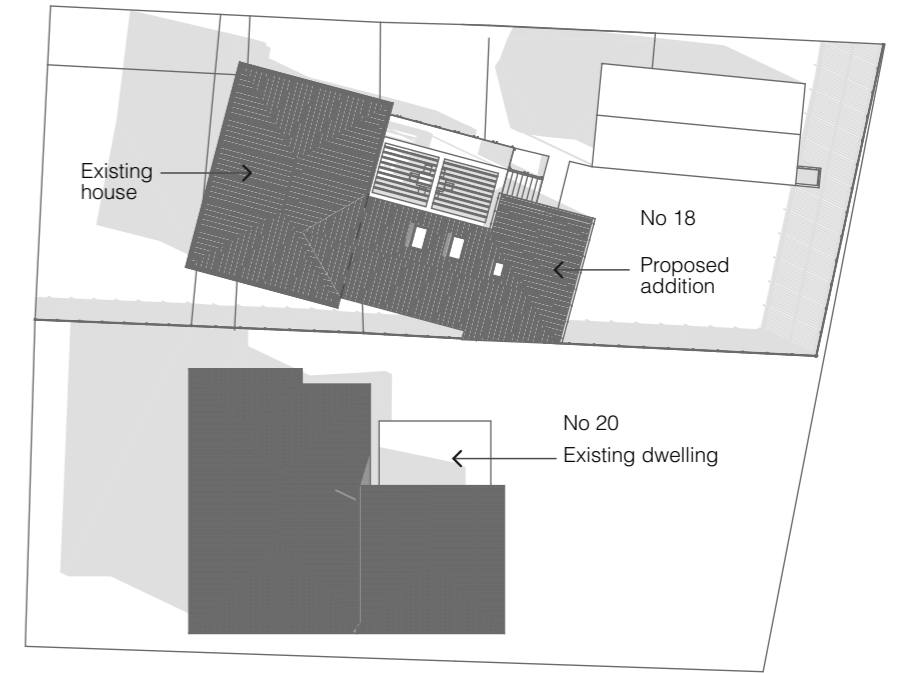 Existing
house
No 18
Proposed
addition
No 20
Existing dwelling